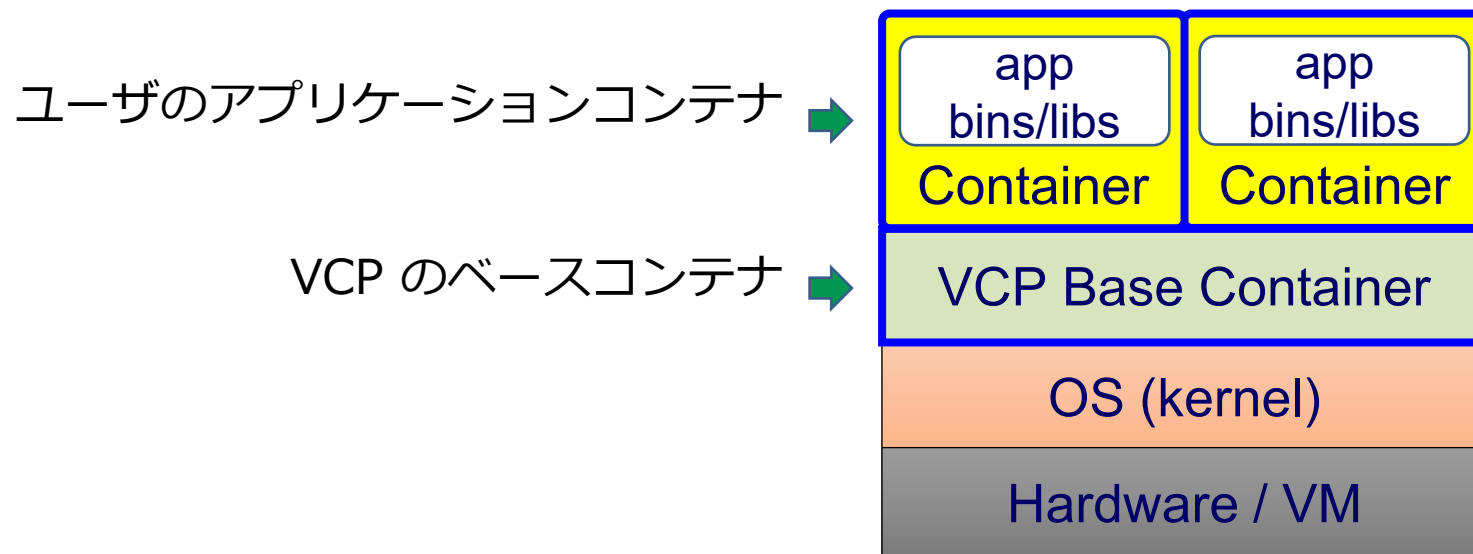 ユーザのアプリケーションコンテナ
app
bins/libs
Container
app
bins/libs
Container
VCP のベースコンテナ
VCP Base Container
OS (kernel)
Hardware / VM